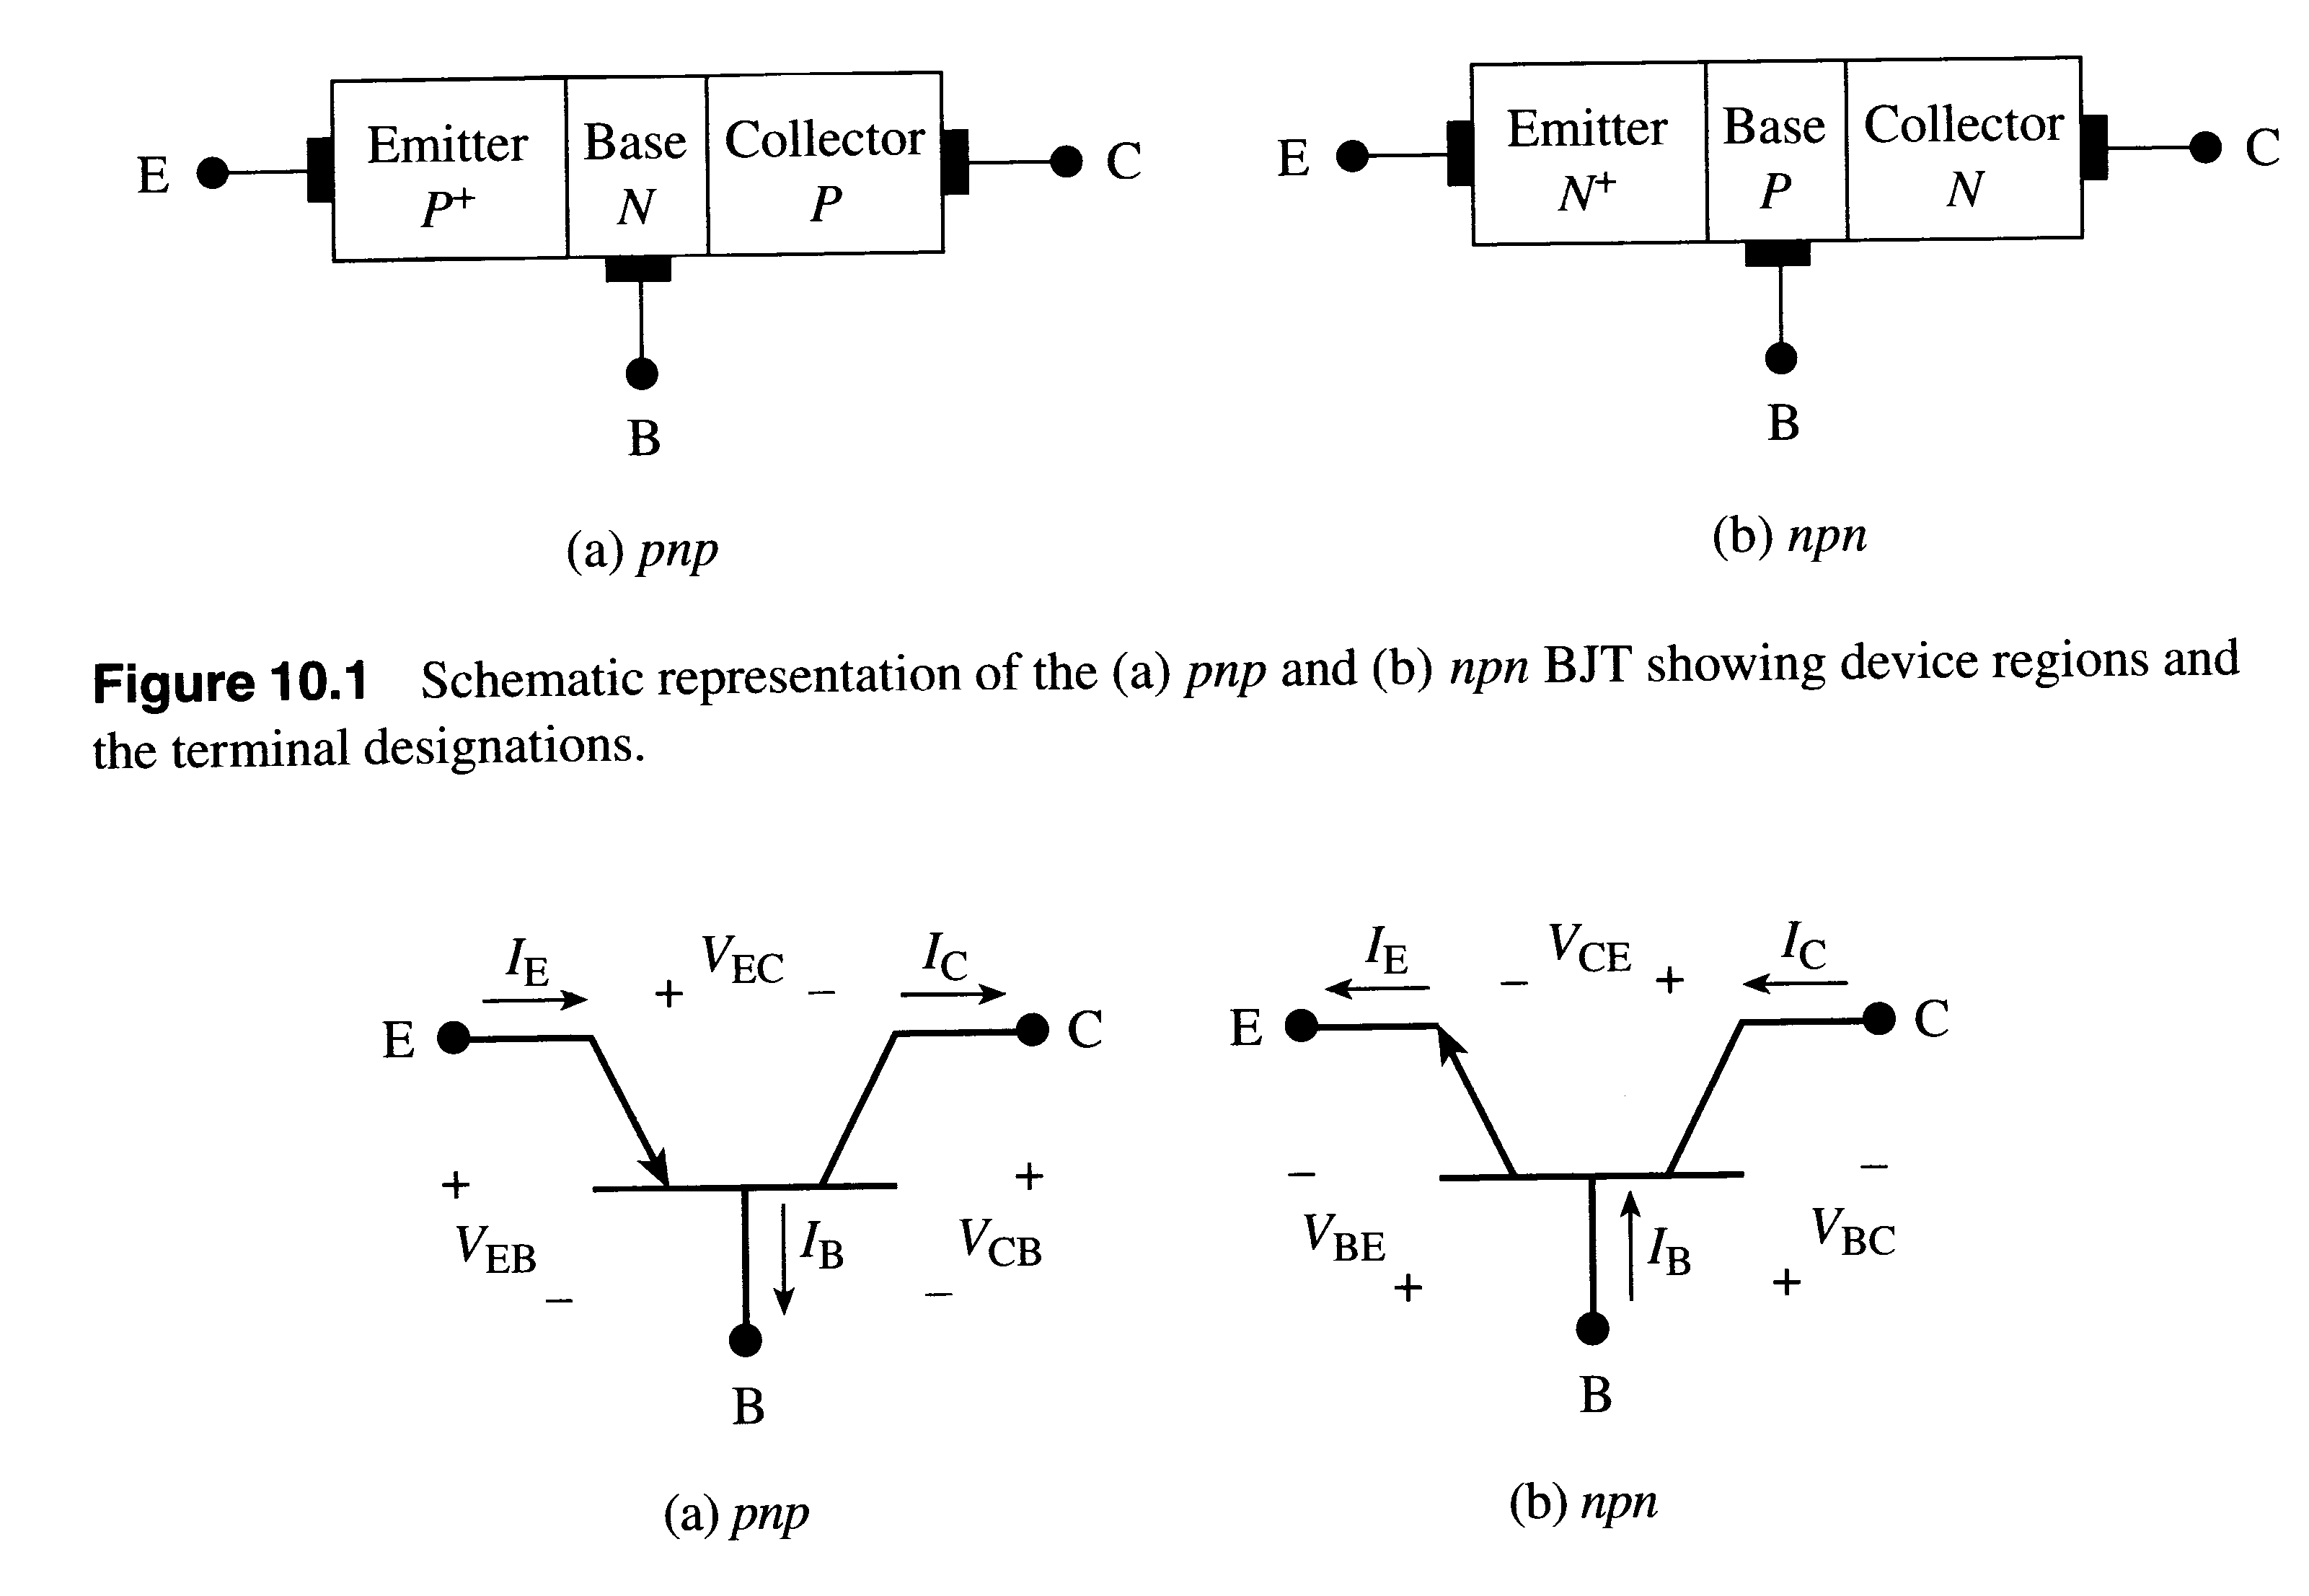 Emitter Base Collector
P+ N P
E
C
B
(a) pnp
Emitter Base Collector
N+ P N
E
C
B
(b) npn
Figure 10.1 Schematic representation of the (a) pnp and (b) npn BJT showing device regions and
the terminal designations.
IE + VEC − IC
E C
+ +
VEB IB VCB
− −
B
(a) pnp
IE − VCE + IC
E C
− −
VBE IB VBC
+ +
B
(b) npn